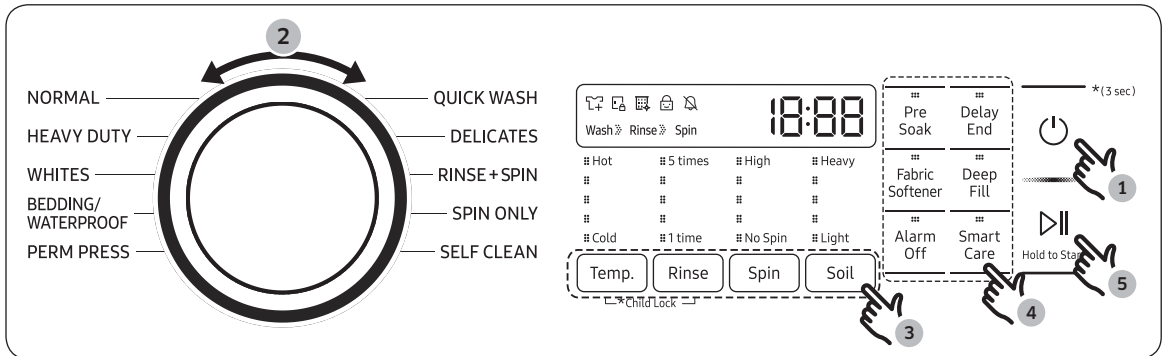 2
NORMAL
HEAVY DUTY
WHITES
BEDDING/
WATERPROOF
PERM PRESS
QUICK WASH
DELICATES
RINSE+SPIN
SPIN ONLY
SELF CLEAN
18:88
Wash Rinse Spin
Hot 5 times High Heavy
Cold 1 time No Spin Light
Temp. Rinse Spin Soil
*Child Lock
3
Pre
Soak
Delay
End
Fabric
Softener
Deep
Fill
Alarm
Off
Smart
Care
4
*(3 sec)
1
Hold to Start
5